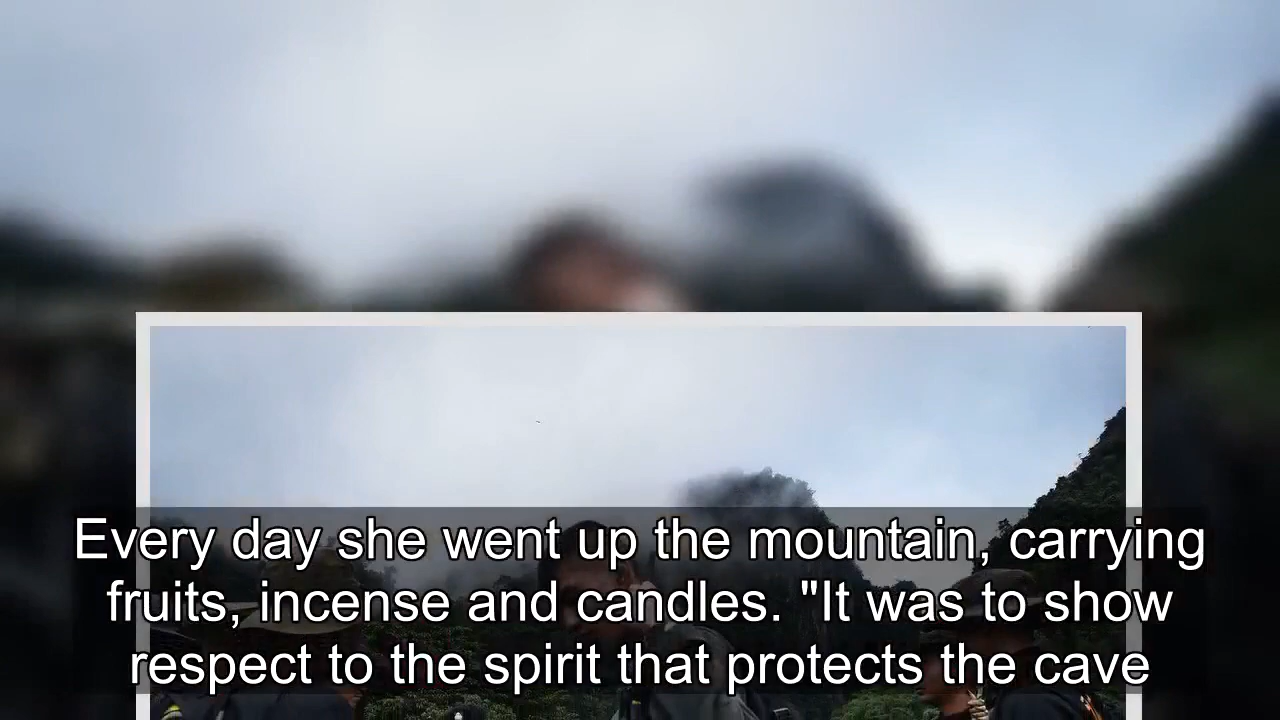 Every day she went up the mountain, carrying
fruits, incense and candles. "It was to show
respect to the spirit that protects the cave